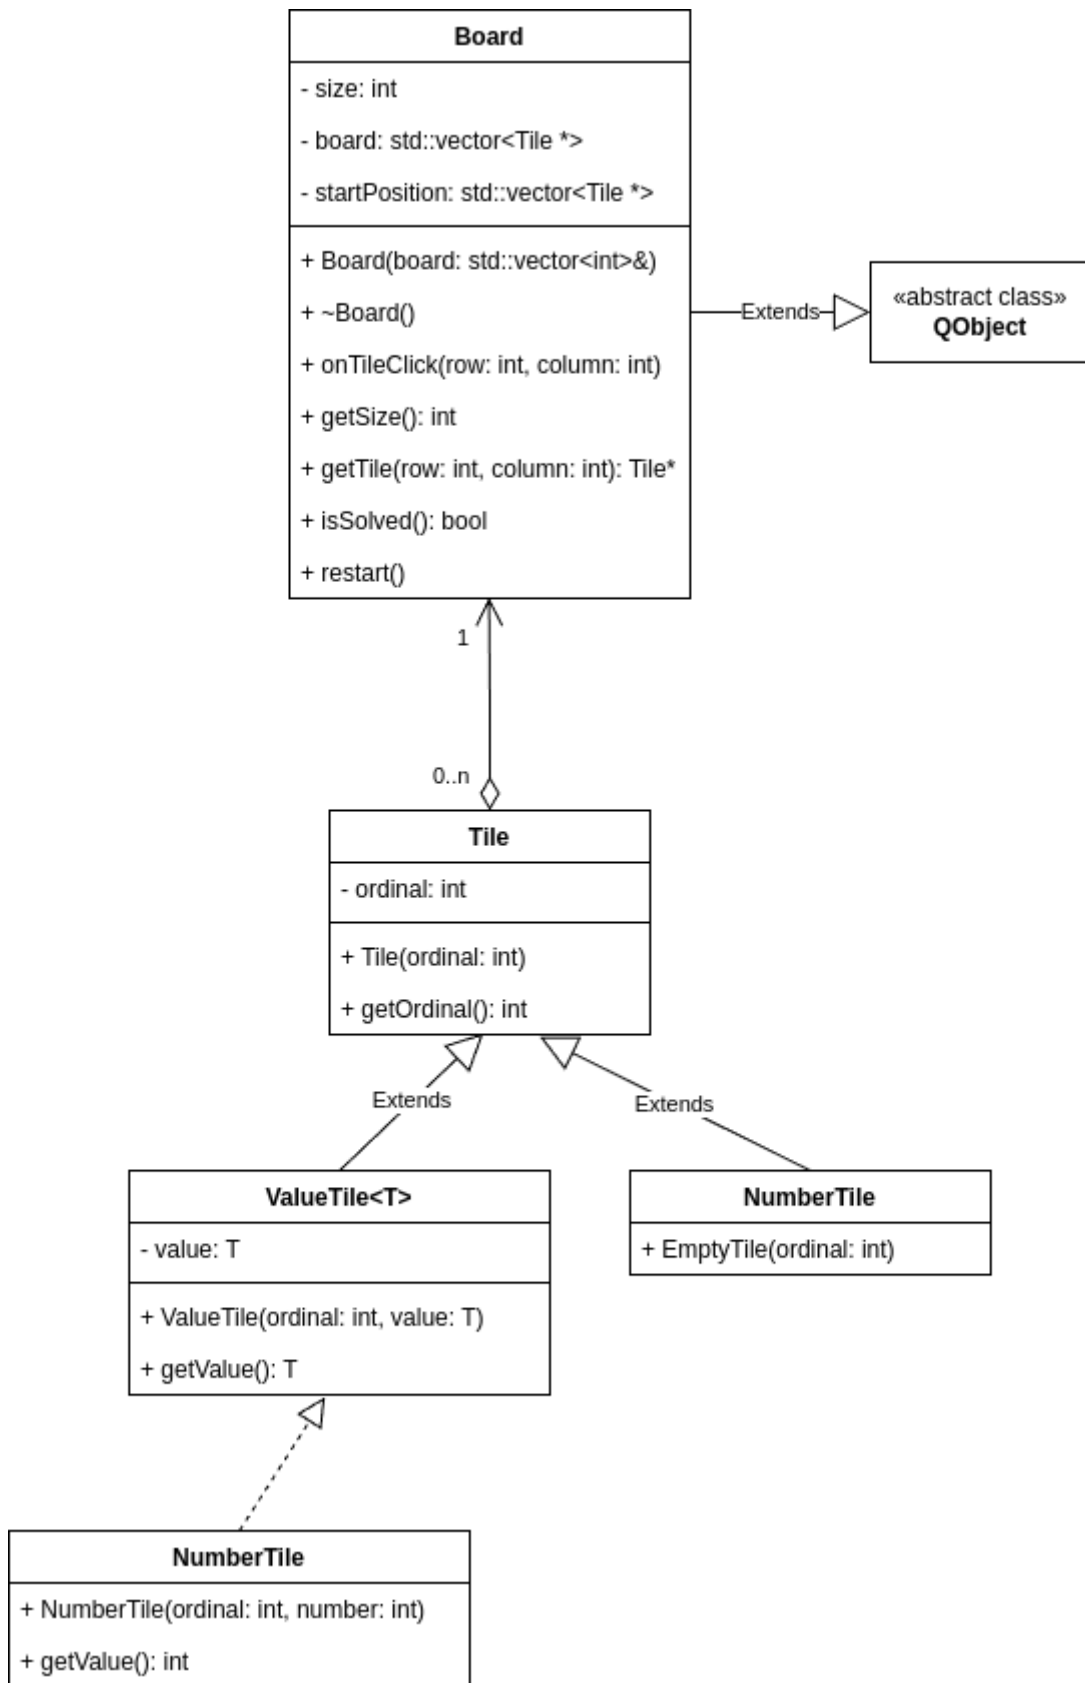 Board
- size: int
- board: std::vector<Tile *>
- startPosition: std::vector<Tile *>
+ Board(board: std::vector<int>&)
+ ~Board()
+ onTileClick(row: int, column: int)
+ getSize(): int
+ getTile(row: int, column: int): Tile*
+ isSolved(): bool
+ restart()
Extends
«abstract class»
QObject
1
0..n
Tile
- ordinal: int
+ Tile(ordinal: int)
+ getOrdinal(): int
Extends
Extends
ValueTile<T>
- value: T
+ ValueTile(ordinal: int, value: T)
+ getValue(): T
NumberTile
+ EmptyTile(ordinal: int)
NumberTile
+ NumberTile(ordinal: int, number: int)
+ getValue(): int